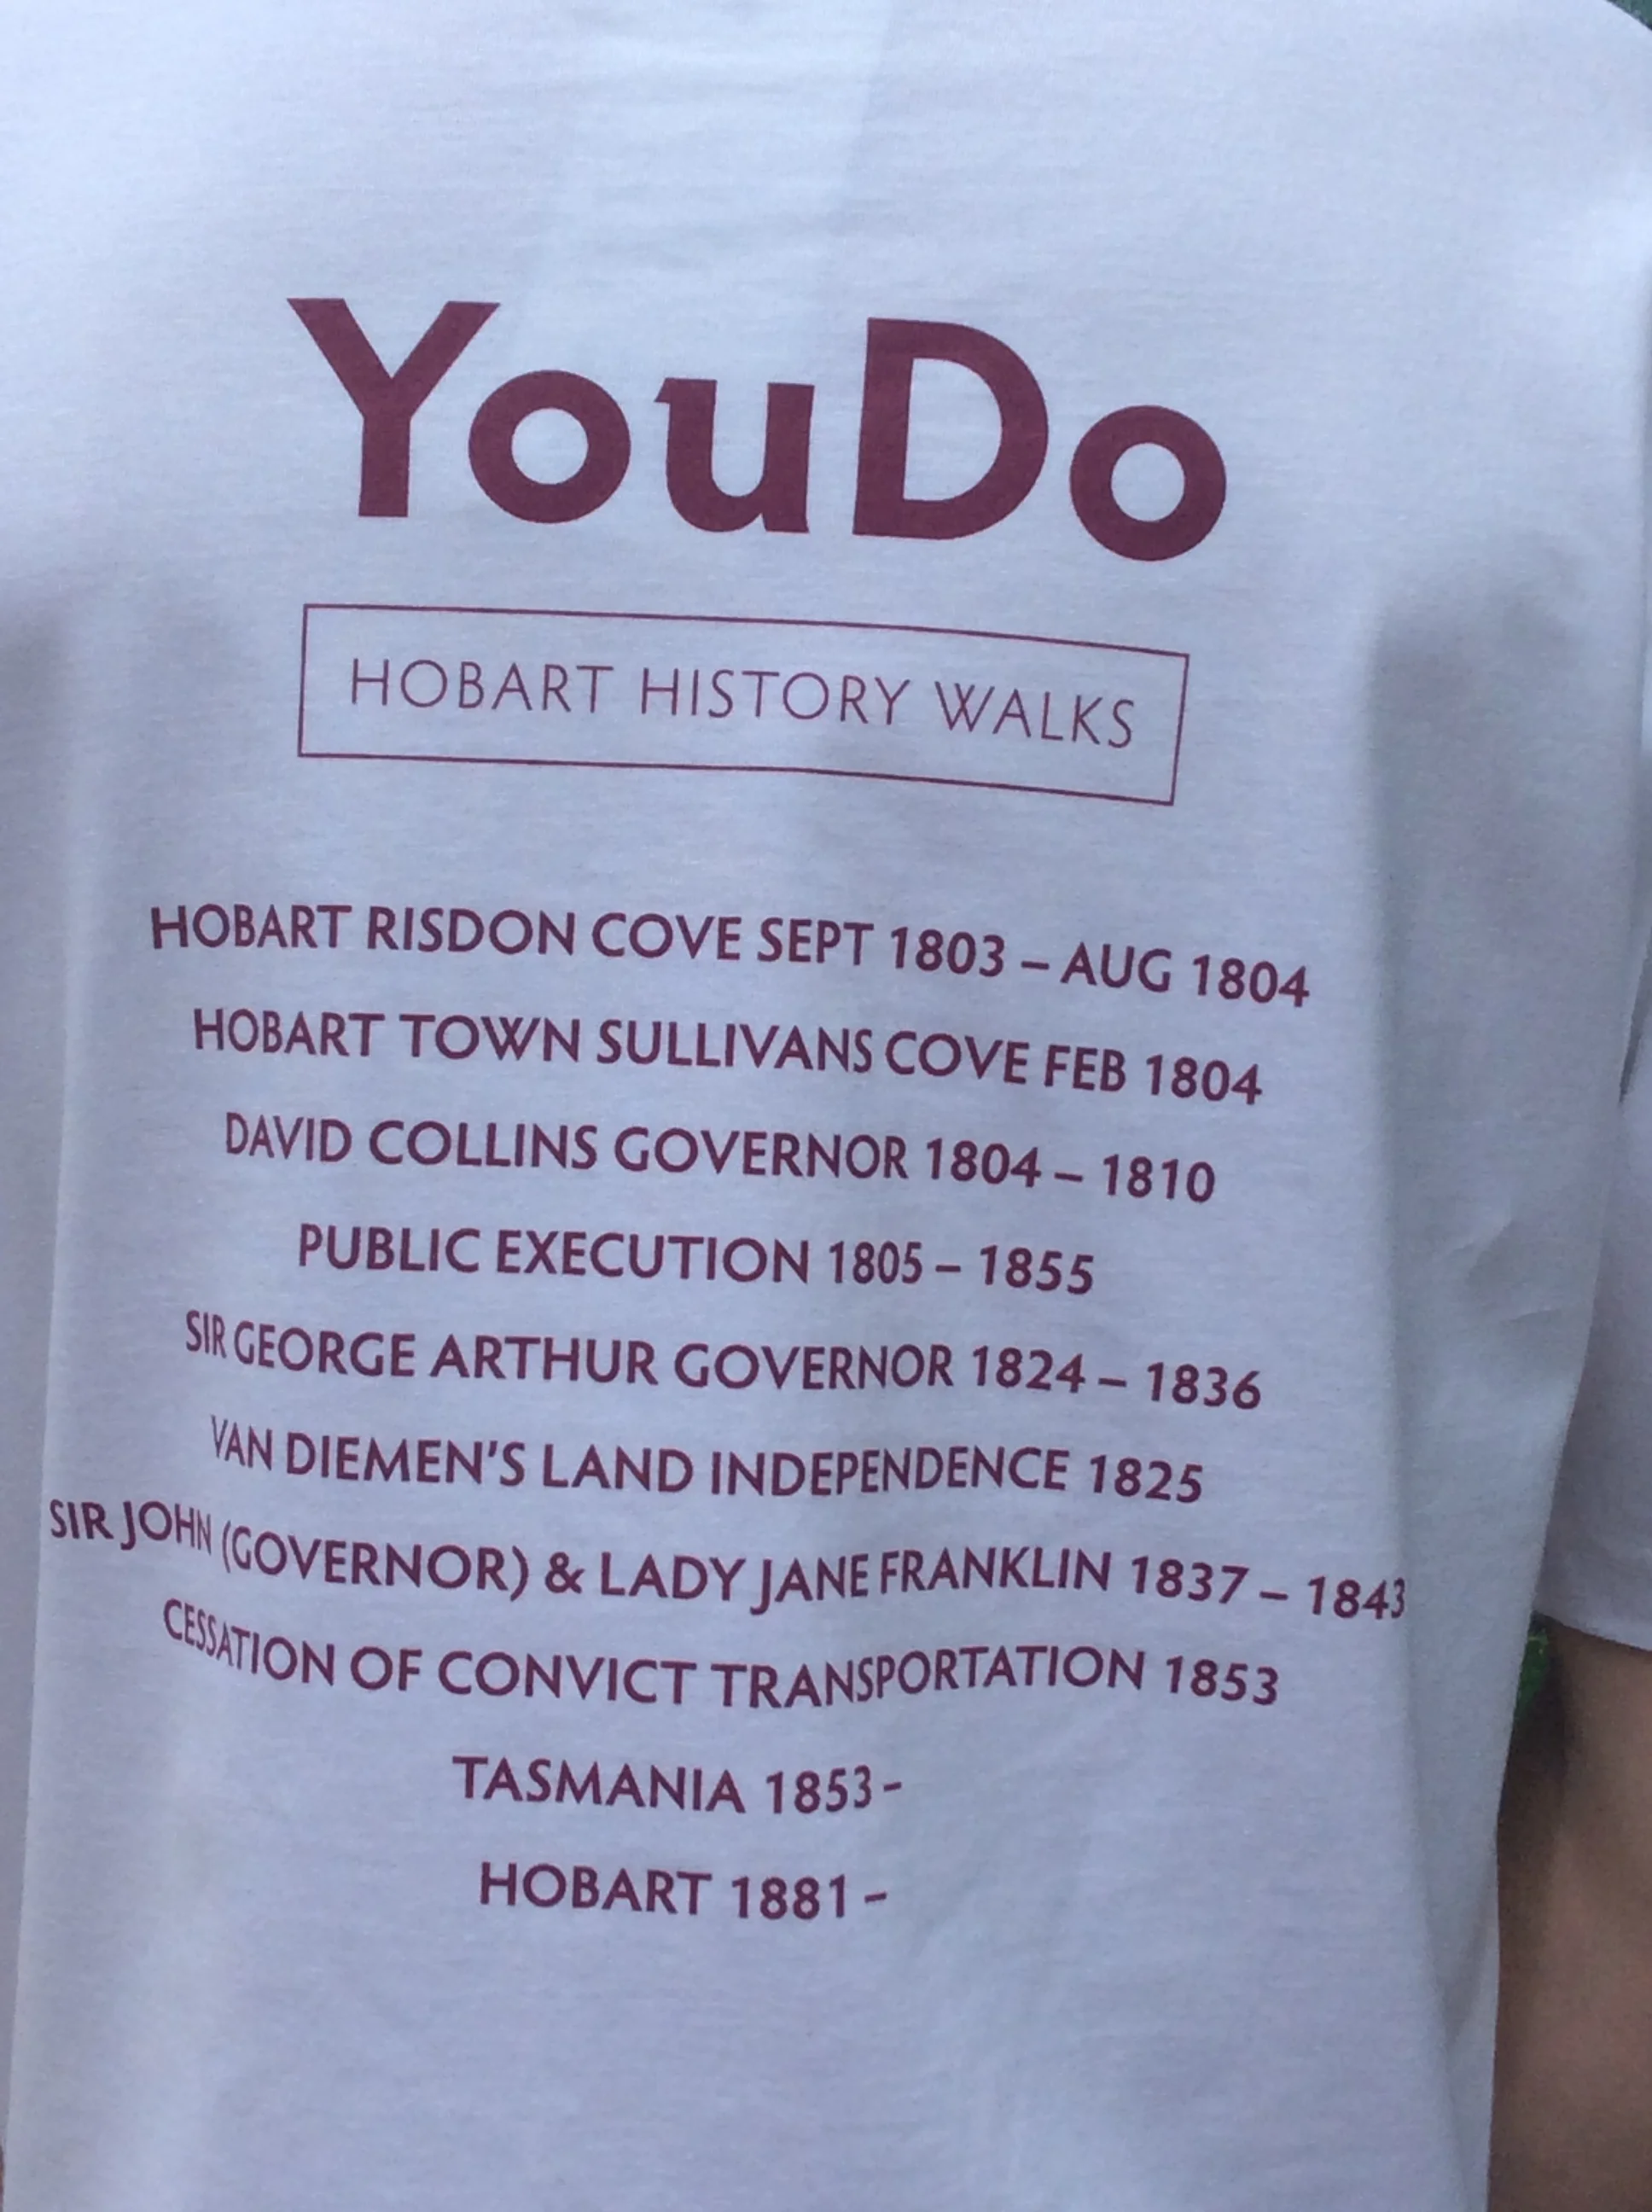 YouDo
HOBART HISTORY WALKS
HOBART RISDON COVE SEPT 1803 – AUG 1804
HOBART TOWN SULLIVANS COVE FEB 1804
DAVID COLLINS GOVERNOR 1804 – 1810
PUBLIC EXECUTION 1805 – 1855
SIR GEORGE ARTHUR GOVERNOR 1824 – 1836
VAN DIEMEN'S LAND INDEPENDENCE 1825
SIR JOHN (GOVERNOR) & LADY JANE FRANKLIN 1837 – 1843
CESSATION OF CONVICT TRANSPORTATION 1853
TASMANIA 1853-
HOBART 1881-